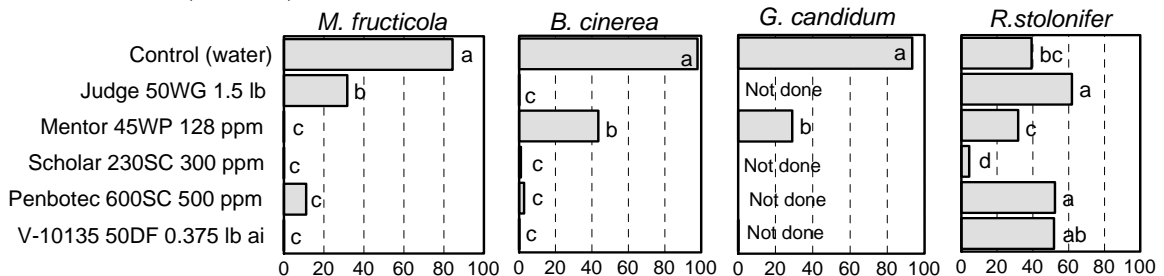 M. fructicola B. cinerea G. candidum R.stolonifer
Control (water) a a a bc
Judge 50WG 1.5 lb b c Not done a
Mentor 45WP 128 ppm c b b c
Scholar 230SC 300 ppm c c Not done d
Penbotec 600SC 500 ppm c c Not done a
V-10135 50DF 0.375 lb ai c c Not done ab
0 20 40 60 80 100 0 20 40 60 80 100 0 20 40 60 80 100 0 20 40 60 80 100